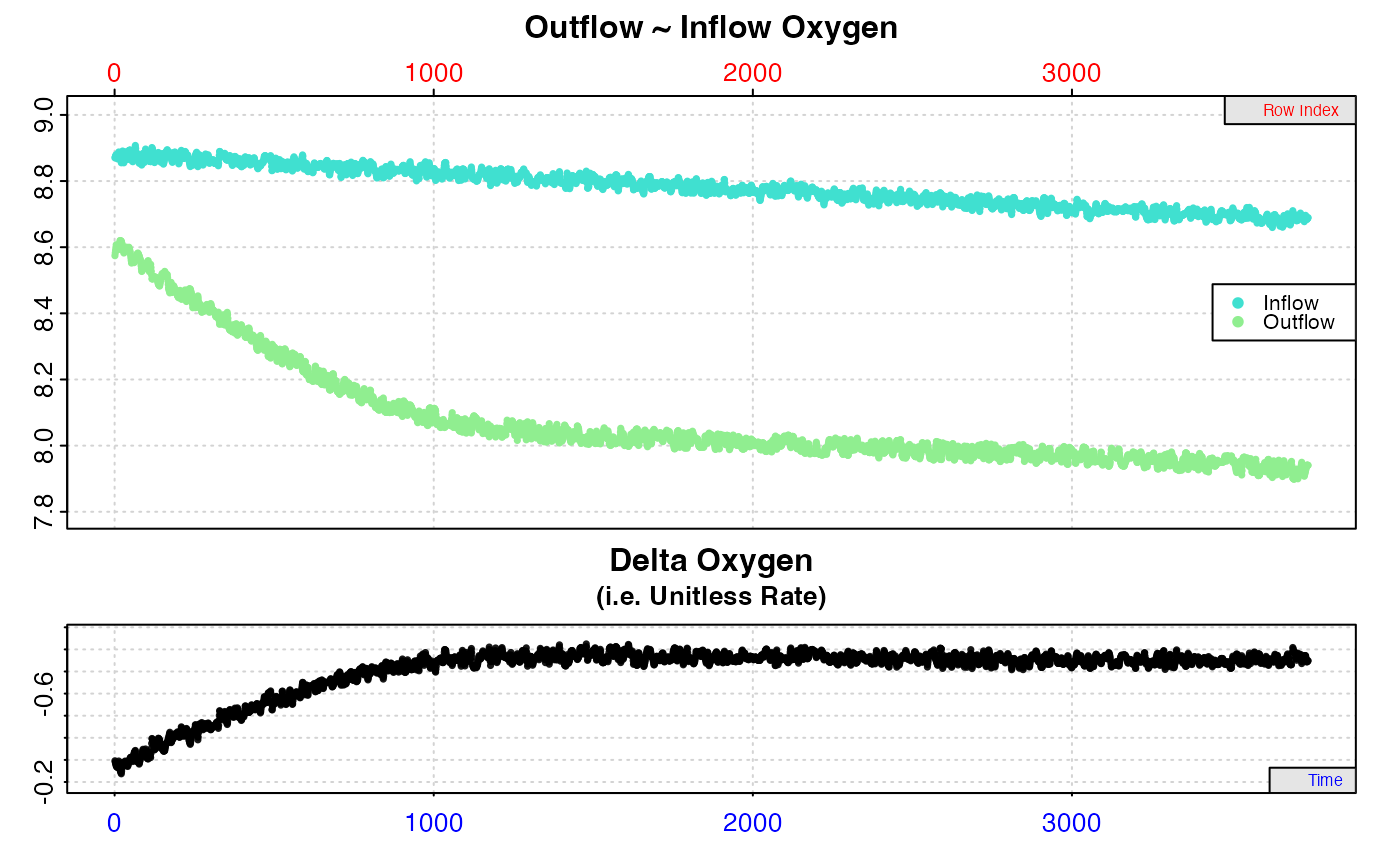 Outflow ~ Inflow Oxygen
0 1000 2000 3000
Row Index
9.0
8.8
8.6
8.4
8.2
8.0
7.8
Inflow
Outflow
Delta Oxygen
(i.e. Unitless Rate)
-0.6
-0.2
Time
0 1000 2000 3000